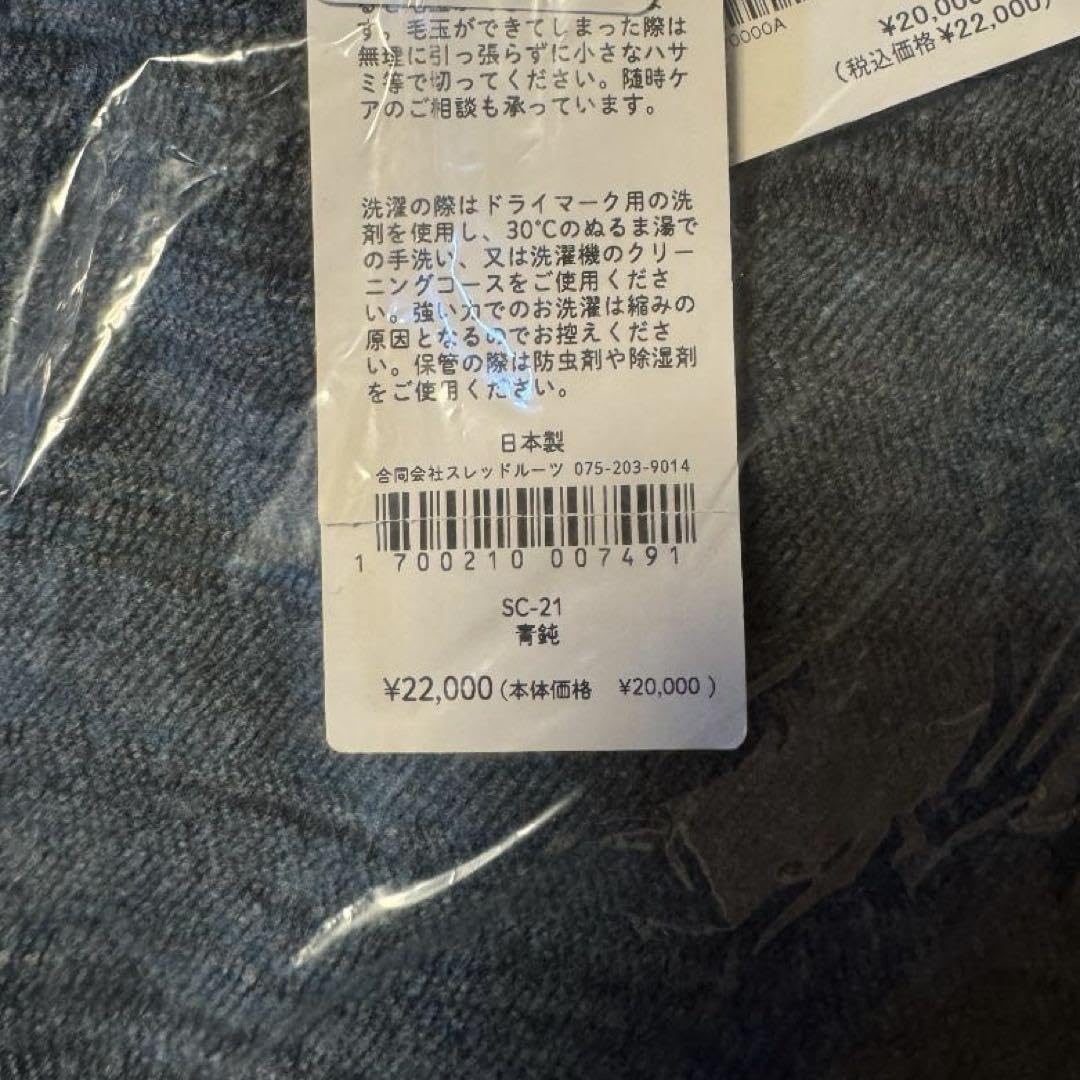 す。毛玉ができてしまった際は
無理に引っ張らずに小さなハサ
ミ等で切ってください。随時ケ
アのご相談も承っています。
洗濯の際はドライマーク用の洗
剤を使用し、30℃のぬるま湯で
の手洗い、又は洗濯機のクリー
ニングコースをご使用くださ
い。強い力でのお洗濯は縮みの
原因となるのでお控えくださ
い。保管の際は防虫剤や除湿剤
をご使用ください。
日本製
合同会社スレッドルーツ 075-203-9014
1 700210 007491
SC-21
青鈍
¥22,000(本体価格 ¥20,000 )
0000A
¥20,000
(税込価格¥22,000)